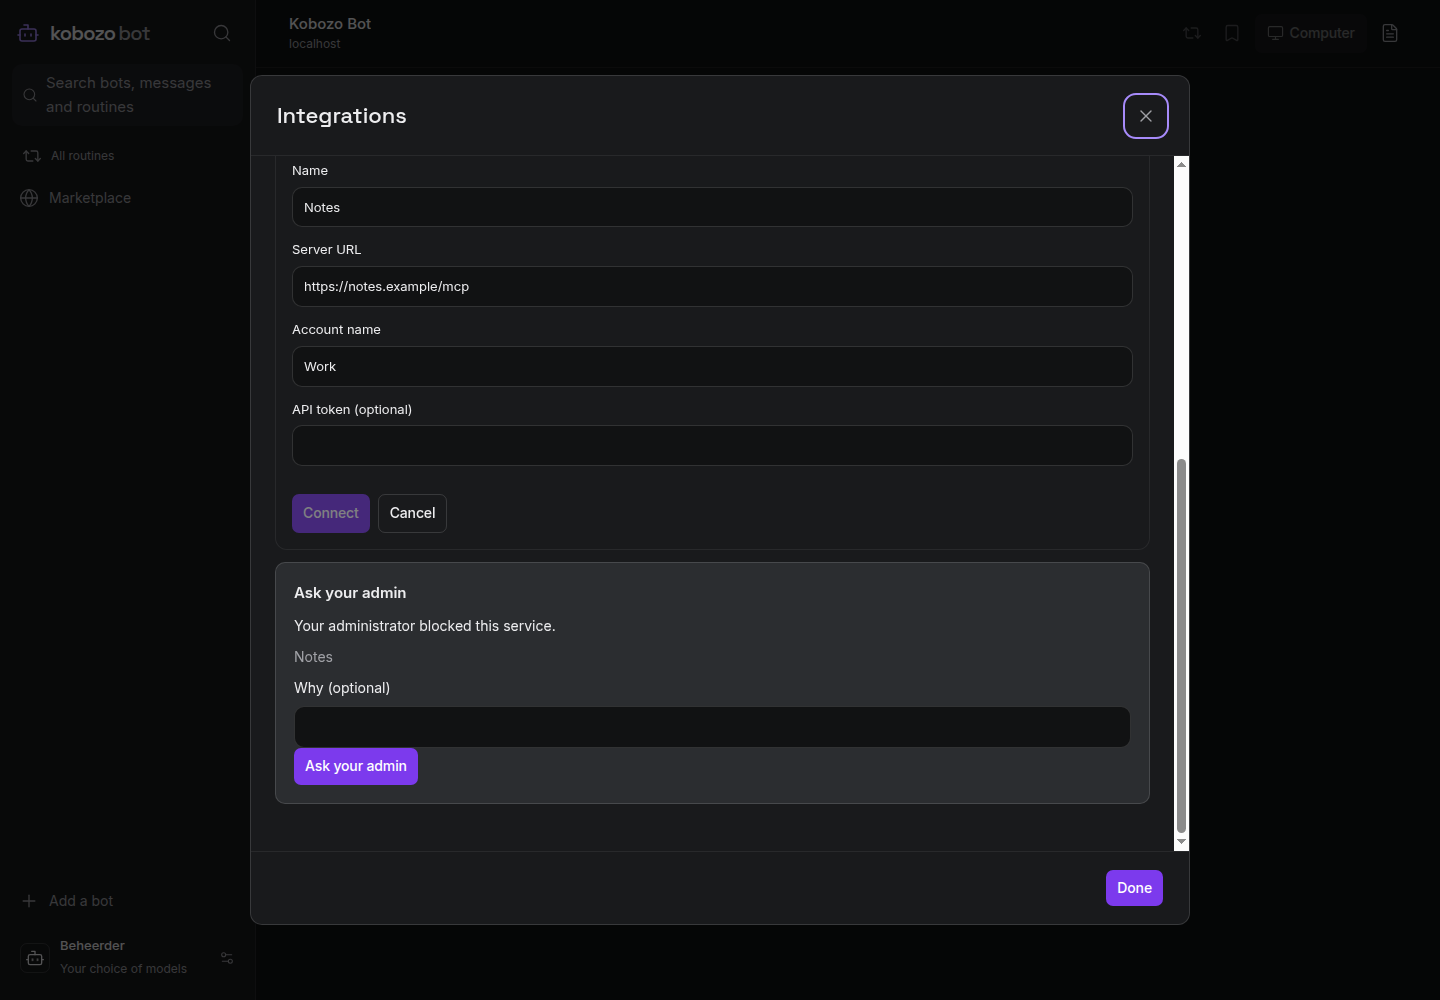 kobozo bot
Search bots, messages
and routines
All routines
Marketplace
Add a bot
Beheerder
Your choice of models
Kobozo Bot
localhost
Computer
Integrations
Name
Notes
Server URL
https://notes.example/mcp
Account name
Work
API token (optional)
Connect
Cancel
Ask your admin
Your administrator blocked this service.
Notes
Why (optional)
Ask your admin
Done